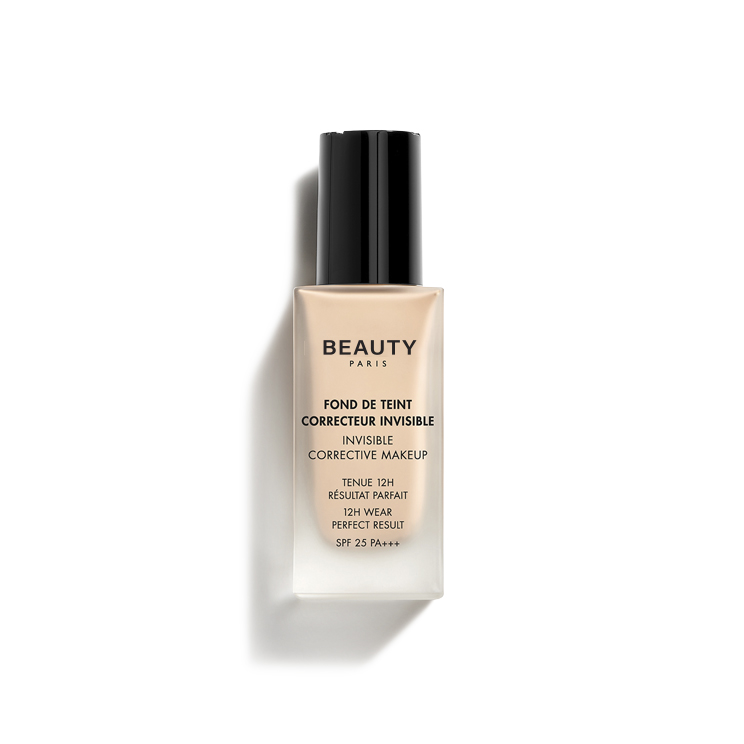 BEAUTY
PARIS
FOND DE TEINT
CORRECTEUR INVISIBLE
INVISIBLE
CORRECTIVE MAKEUP
TENUE 12H
RÉSULTAT PARFAIT
12H WEAR
PERFECT RESULT
SPF 25 PA+++